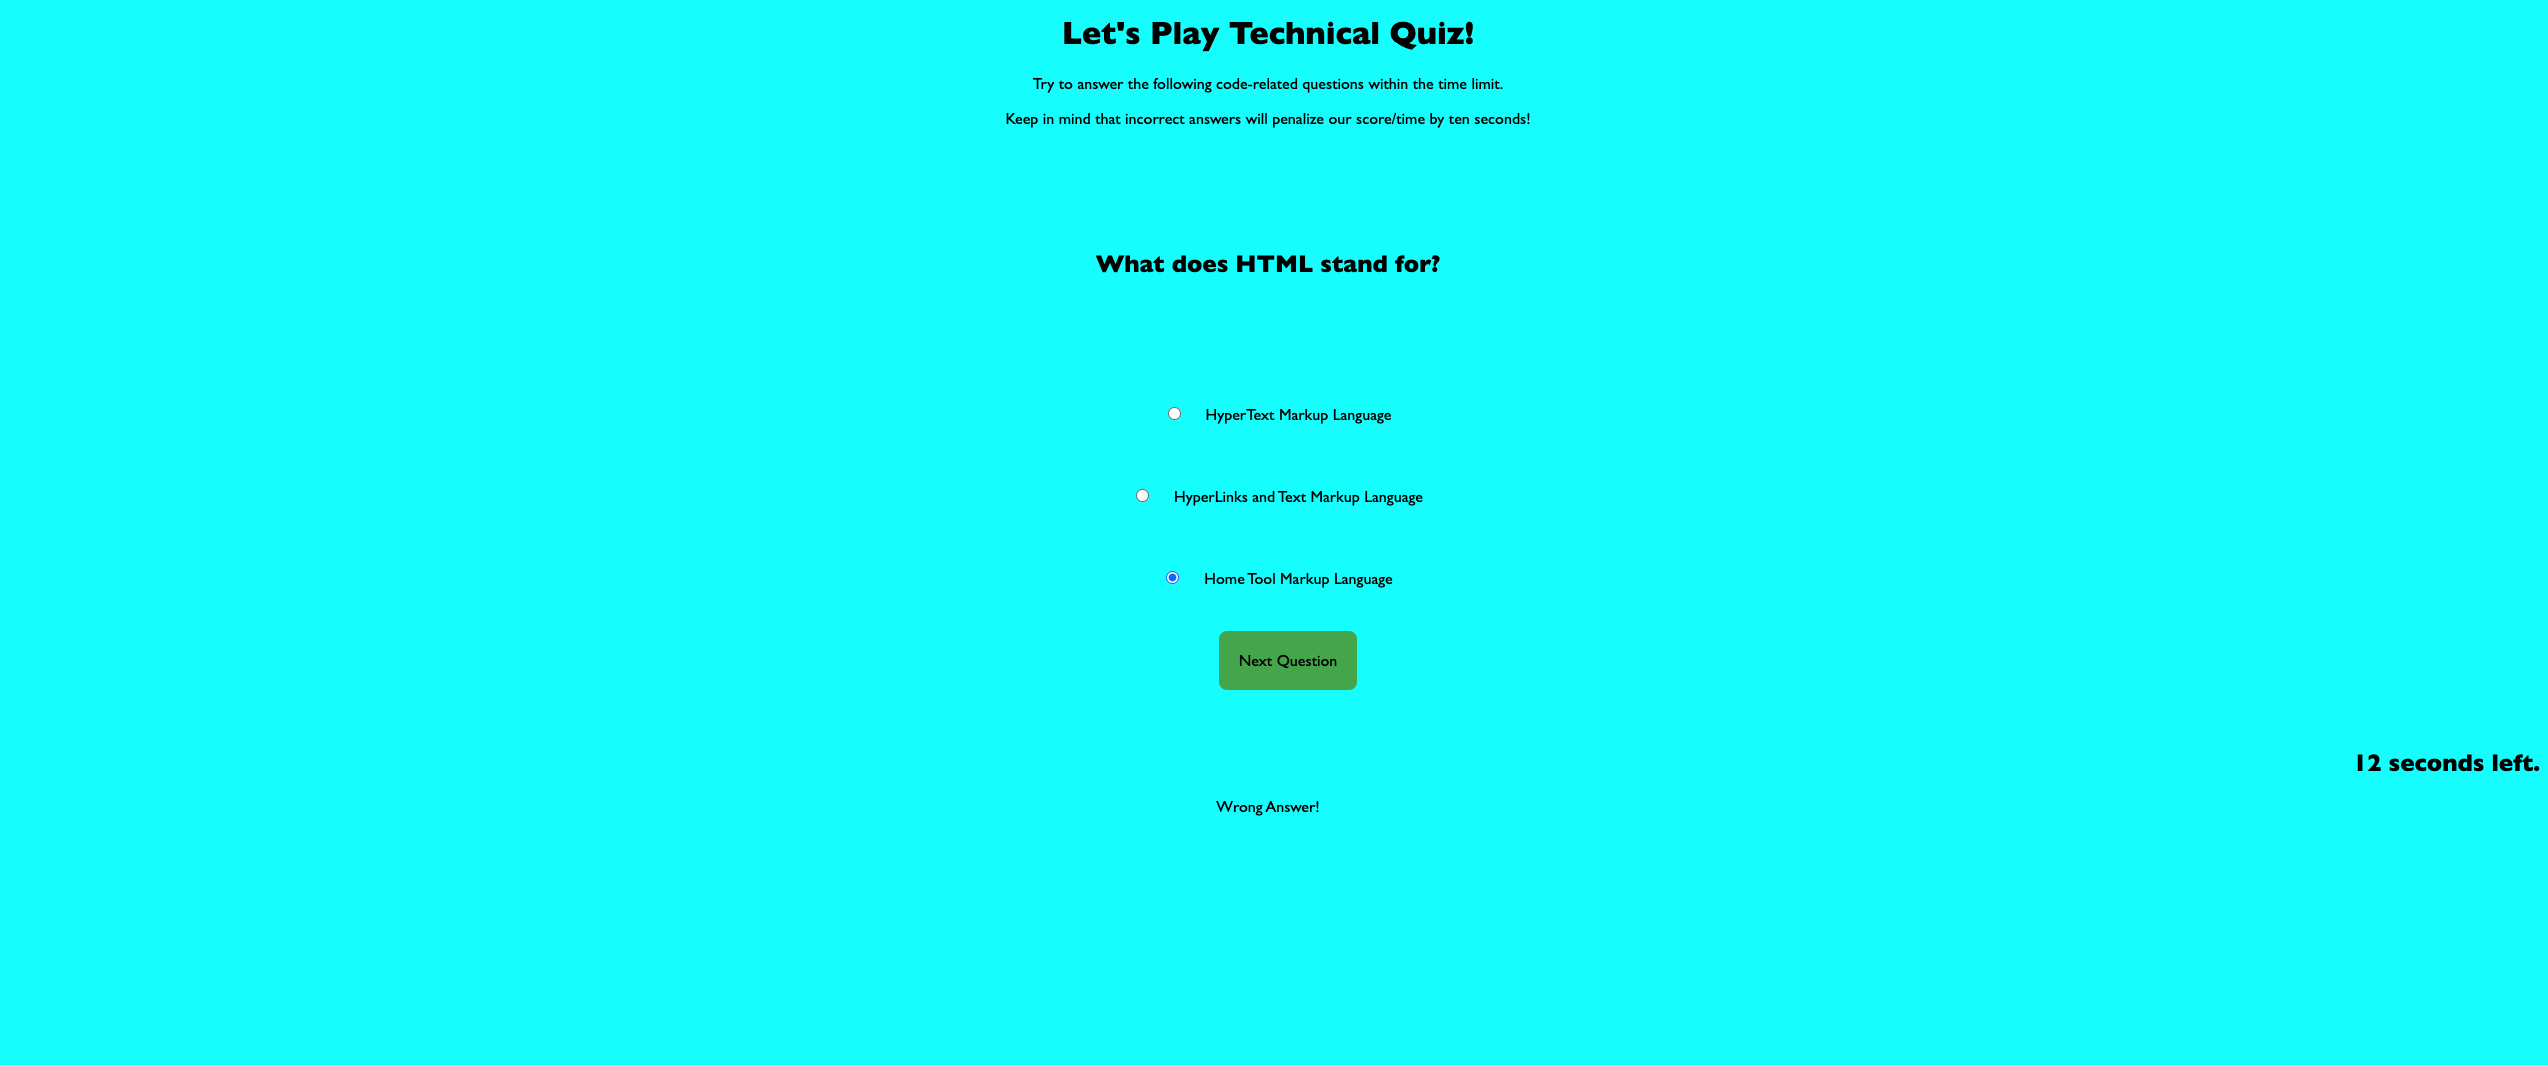 Let's Play Technical Quiz!
Try to answer the following code-related questions within the time limit.
Keep in mind that incorrect answers will penalize our score/time by ten seconds!
What does HTML stand for?
HyperText Markup Language
HyperLinks and Text Markup Language
Home Tool Markup Language
Next Question
12 seconds left.
Wrong Answer!